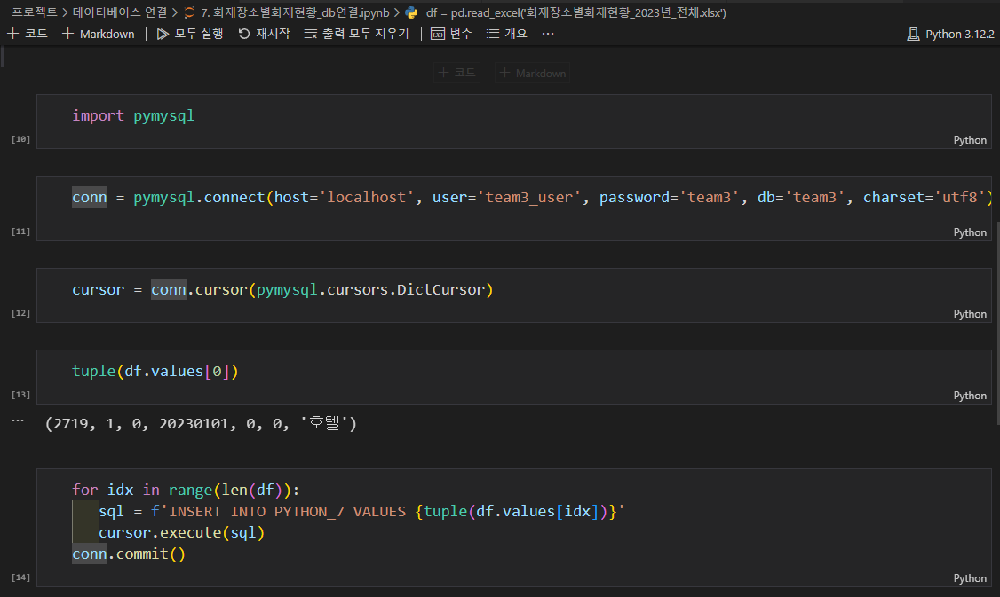 프로젝트 > 데이터베이스 연결 > 7. 화재장소별화재현황_db연결.ipynb > df = pd.read_excel('화재장소별화재현황_2023년_전체.xlsx')
+ 코드 + Markdown | 모두 실행 재시작 출력 모두 지우기 | 변수 개요 ··· Python 3.12.2
+ 코드 + Markdown
import pymysql
[10] Python
conn = pymysql.connect(host='localhost', user='team3_user', password='team3', db='team3', charset='utf8')
[11] Python
cursor = conn.cursor(pymysql.cursors.DictCursor)
[12] Python
tuple(df.values[0])
[13] Python
··· (2719, 1, 0, 20230101, 0, 0, '호텔')
for idx in range(len(df)):
    sql = f'INSERT INTO PYTHON_7 VALUES {tuple(df.values[idx])}'
    cursor.execute(sql)
conn.commit()
[14] Python